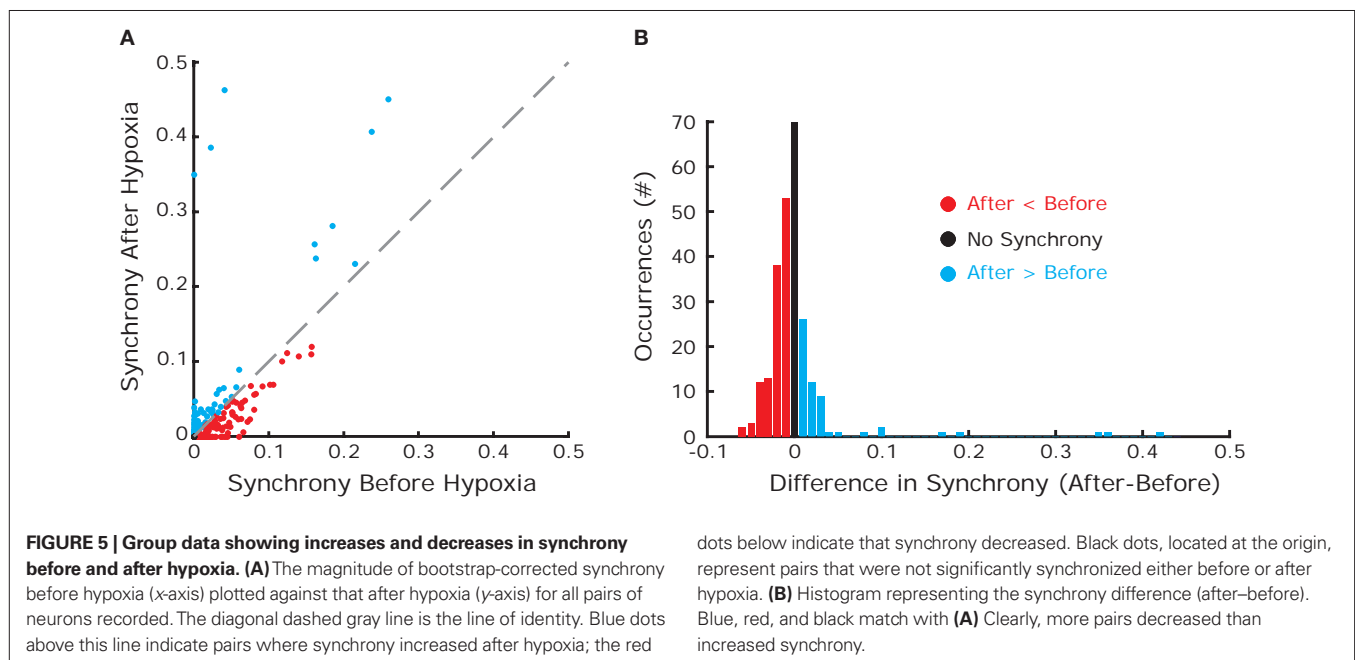 A
0.5
0.4
0.3
0.2
0.1
0
0 0.1 0.2 0.3 0.4 0.5
Synchrony After Hypoxia
Synchrony Before Hypoxia
B
70
60
50
40
30
20
10
0
-0.1 0 0.1 0.2 0.3 0.4 0.5
Occurrences (#)
Difference in Synchrony (After-Before)
After < Before
No Synchrony
After > Before
FIGURE 5 | Group data showing increases and decreases in synchrony
before and after hypoxia. (A) The magnitude of bootstrap-corrected synchrony
before hypoxia (x-axis) plotted against that after hypoxia (y-axis) for all pairs of
neurons recorded. The diagonal dashed gray line is the line of identity. Blue dots
above this line indicate pairs where synchrony increased after hypoxia; the red
dots below indicate that synchrony decreased. Black dots, located at the origin,
represent pairs that were not significantly synchronized either before or after
hypoxia. (B) Histogram representing the synchrony difference (after–before).
Blue, red, and black match with (A) Clearly, more pairs decreased than
increased synchrony.